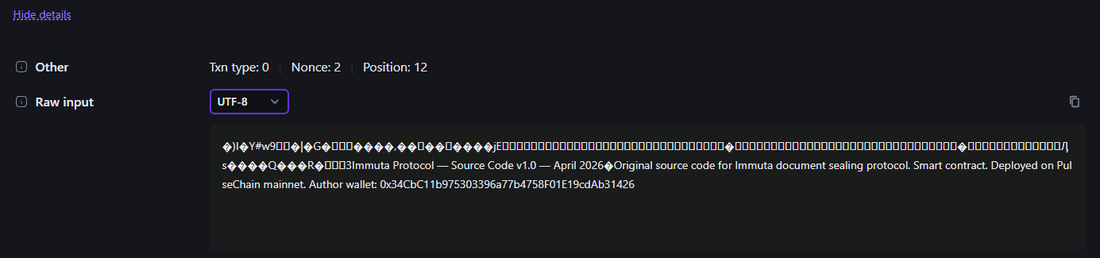 Hide details
Other
Txn type: 0 | Nonce: 2 | Position: 12
Raw input
UTF-8
3Immuta Protocol — Source Code v1.0 — April 2026�Original source code for Immuta document sealing protocol. Smart contract. Deployed on Pul
seChain mainnet. Author wallet: 0x34CbC11b975303396a77b4758F01E19cdAb31426